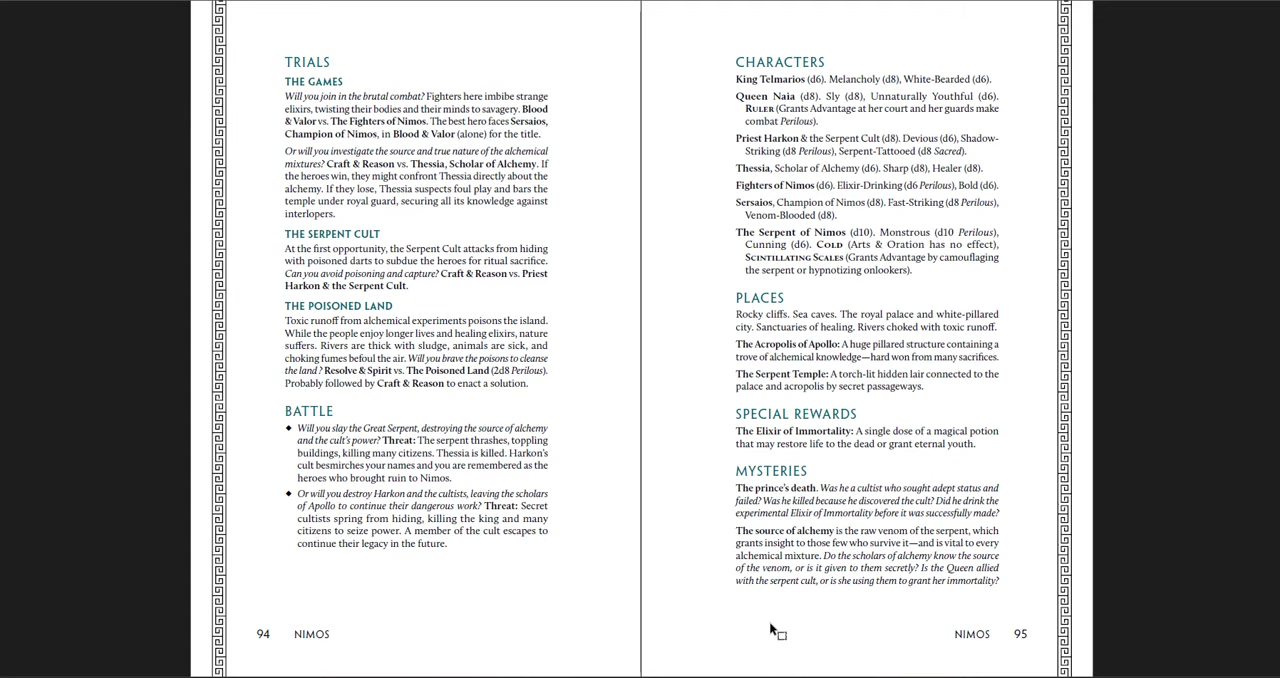 TRIALS
THE GAMES
Will you join in the brutal combat? Fighters here imbibe strange
elixirs, twisting their bodies and their minds to savagery. Blood
& Valor vs. The Fighters of Nimos. The best hero faces Sersaios,
Champion of Nimos, in Blood & Valor (alone) for the title.
Or will you investigate the source and true nature of the alchemical
mixtures? Craft & Reason vs. Thessia, Scholar of Alchemy. If
the heroes win, they might confront Thessia directly about the
alchemy. If they lose, Thessia suspects foul play and bars the
temple under royal guard, securing all its knowledge against
interlopers.
THE SERPENT CULT
At the first opportunity, the Serpent Cult attacks from hiding
with poisoned darts to subdue the heroes for ritual sacrifice.
Can you avoid poisoning and capture? Craft & Reason vs. Priest
Harkon & the Serpent Cult.
THE POISONED LAND
Toxic runoff from alchemical experiments poisons the island.
While the people enjoy longer lives and healing elixirs, nature
suffers. Rivers are thick with sludge, animals are sick, and
choking fumes befoul the air. Will you brave the poisons to cleanse
the land? Resolve & Spirit vs. The Poisoned Land (2d8 Perilous).
Probably followed by Craft & Reason to enact a solution.
BATTLE
◆ Will you slay the Great Serpent, destroying the source of alchemy
and the cult's power? Threat: The serpent thrashes, toppling
buildings, killing many citizens. Thessia is killed. Harkon's
cult besmirches your names and you are remembered as the
heroes who brought ruin to Nimos.
◆ Or will you destroy Harkon and the cultists, leaving the scholars
of Apollo to continue their dangerous work? Threat: Secret
cultists spring from hiding, killing the king and many
citizens to seize power. A member of the cult escapes to
continue their legacy in the future.
94 NIMOS
CHARACTERS
King Telmarios (d6). Melancholy (d8), White-Bearded (d6).
Queen Naia (d8). Sly (d8), Unnaturally Youthful (d6).
RULER (Grants Advantage at her court and her guards make
combat Perilous).
Priest Harkon & the Serpent Cult (d8). Devious (d6), Shadow-
Striking (d8 Perilous), Serpent-Tattooed (d8 Sacred).
Thessia, Scholar of Alchemy (d6). Sharp (d8), Healer (d8).
Fighters of Nimos (d6). Elixir-Drinking (d6 Perilous), Bold (d6).
Sersaios, Champion of Nimos (d8). Fast-Striking (d8 Perilous),
Venom-Blooded (d8).
The Serpent of Nimos (d10). Monstrous (d10 Perilous),
Cunning (d6). COLD (Arts & Oration has no effect),
SCINTILLATING SCALES (Grants Advantage by camouflaging
the serpent or hypnotizing onlookers).
PLACES
Rocky cliffs. Sea caves. The royal palace and white-pillared
city. Sanctuaries of healing. Rivers choked with toxic runoff.
The Acropolis of Apollo: A huge pillared structure containing a
trove of alchemical knowledge—hard won from many sacrifices.
The Serpent Temple: A torch-lit hidden lair connected to the
palace and acropolis by secret passageways.
SPECIAL REWARDS
The Elixir of Immortality: A single dose of a magical potion
that may restore life to the dead or grant eternal youth.
MYSTERIES
The prince's death. Was he a cultist who sought adept status and
failed? Was he killed because he discovered the cult? Did he drink the
experimental Elixir of Immortality before it was successfully made?
The source of alchemy is the raw venom of the serpent, which
grants insight to those few who survive it—and is vital to every
alchemical mixture. Do the scholars of alchemy know the source
of the venom, or is it given to them secretly? Is the Queen allied
with the serpent cult, or is she using them to grant her immortality?
NIMOS 95